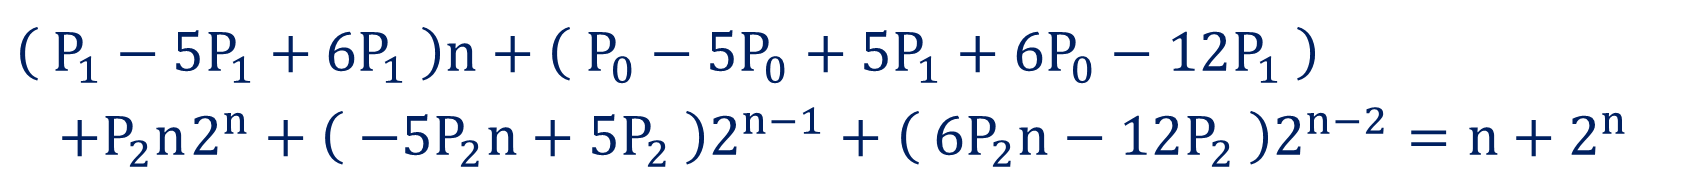 ( P₁ − 5P₁ + 6P₁ )n + ( P₀ − 5P₀ + 5P₁ + 6P₀ − 12P₁ )
+P₂n2ⁿ + ( −5P₂n + 5P₂ )2ⁿ⁻¹ + ( 6P₂n − 12P₂ )2ⁿ⁻² = n + 2ⁿ